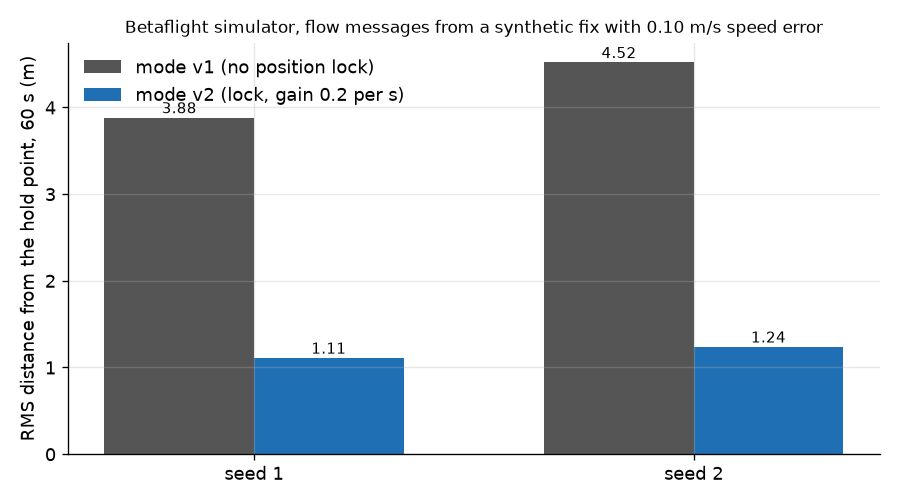 Betaflight simulator, flow messages from a synthetic fix with 0.10 m/s speed error
RMS distance from the hold point, 60 s (m)
mode v1 (no position lock)
mode v2 (lock, gain 0.2 per s)
4
3
2
1
0
3.88
1.11
4.52
1.24
seed 1
seed 2